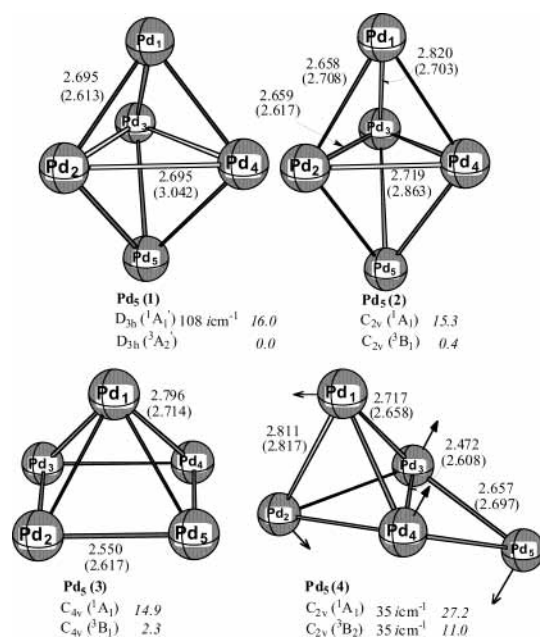 Pd1
Pd1
2.695
(2.613)
2.658
(2.708)
2.820
(2.703)
2.659
(2.617)
Pd3
Pd3
Pd2
Pd4
Pd2
Pd4
2.695
(3.042)
2.719
(2.863)
Pd5
Pd5
Pd5 (1)
D3h (1A1') 108 icm-1 16.0
D3h (3A2') 0.0
Pd5 (2)
C2v (1A1) 15.3
C2v (3B1) 0.4
Pd1
2.796
(2.714)
Pd3
Pd4
Pd2
Pd5
2.550
(2.617)
Pd5 (3)
C4v (1A1) 14.9
C4v (3B1) 2.3
Pd1
2.717
(2.658)
2.811
(2.817)
Pd3
2.472
(2.608)
2.657
(2.697)
Pd2
Pd4
Pd5
Pd5 (4)
C2v (1A1) 35 icm-1 27.2
C2v (3B2) 35 icm-1 11.0